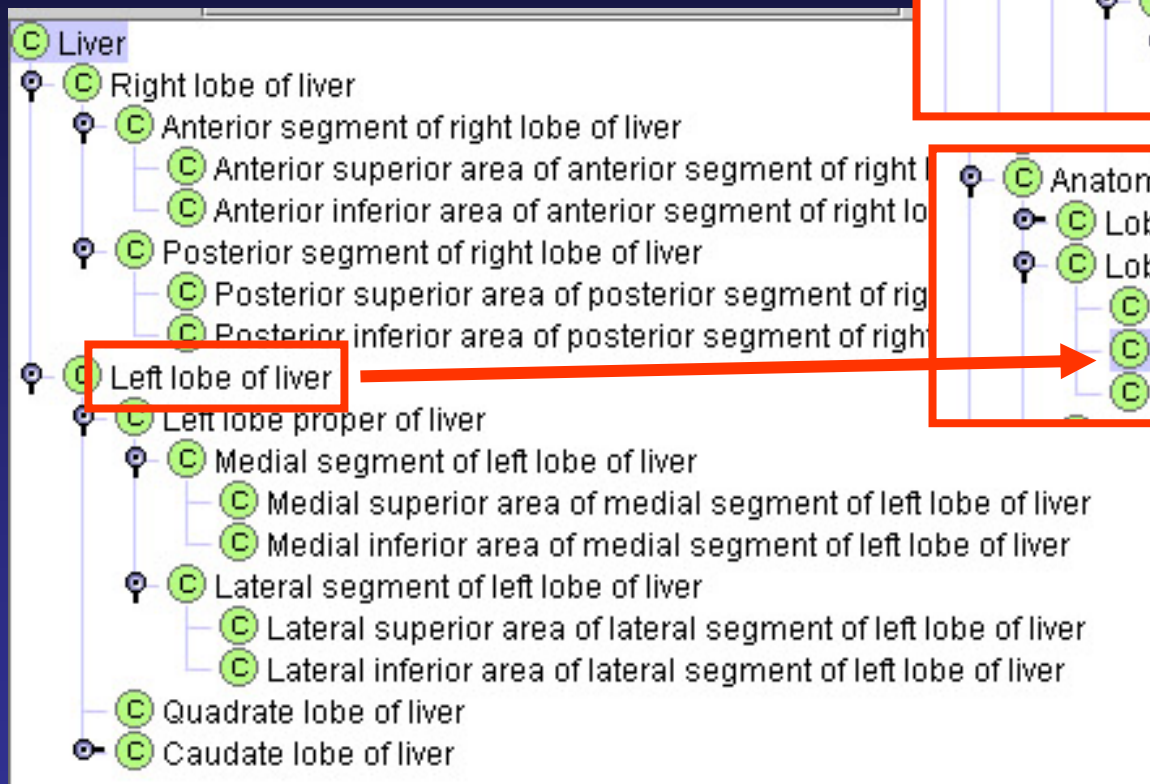 C Liver
C Right lobe of liver
C Anterior segment of right lobe of liver
C Anterior superior area of anterior segment of right
C Anterior inferior area of anterior segment of right lo
C Posterior segment of right lobe of liver
C Posterior superior area of posterior segment of rig
C Posterior inferior area of posterior segment of righ
C Left lobe of liver
C Left lobe proper of liver
C Medial segment of left lobe of liver
C Medial superior area of medial segment of left lobe of liver
C Medial inferior area of medial segment of left lobe of liver
C Lateral segment of left lobe of liver
C Lateral superior area of lateral segment of left lobe of liver
C Lateral inferior area of lateral segment of left lobe of liver
C Quadrate lobe of liver
C Caudate lobe of liver
C Anatom
C Lob
C Lob
C
C
C